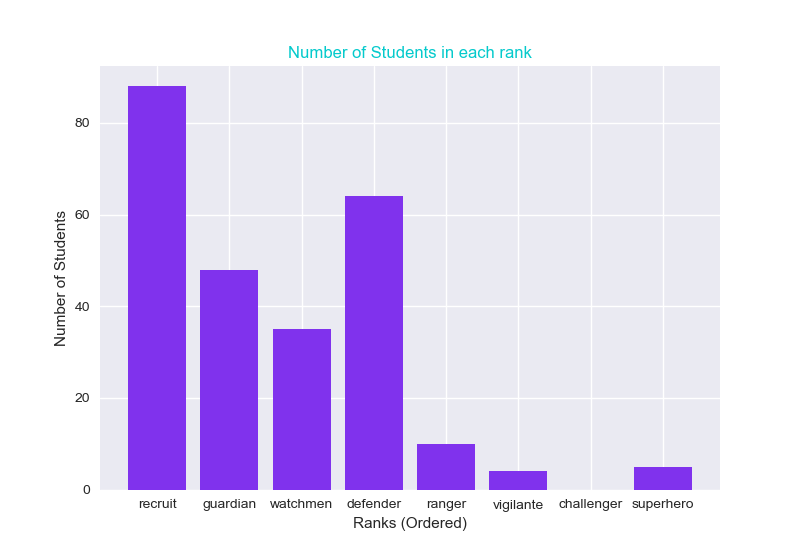 Number of Students in each rank
Number of Students
80
60
40
20
0
recruit guardian watchmen defender ranger vigilante challenger superhero
Ranks (Ordered)